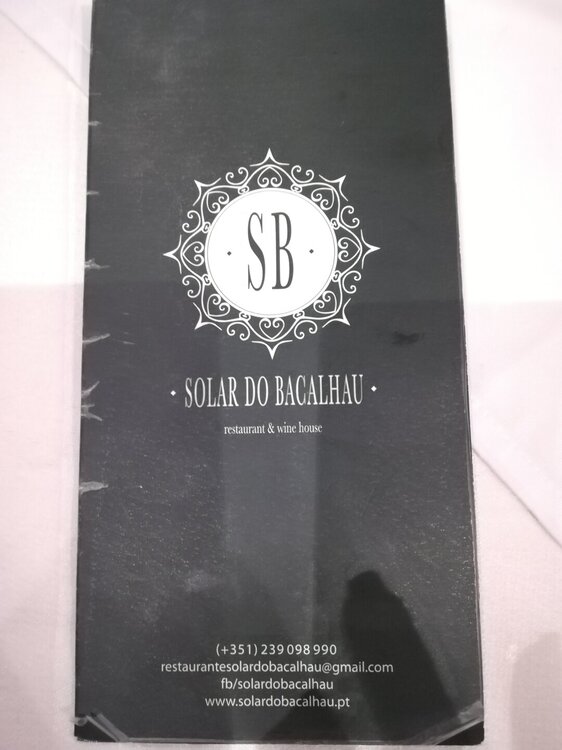 · SB ·
· SOLAR DO BACALHAU ·
restaurant & wine house
(+351) 239 098 990
restaurantesolardobacalhau@gmail.com
fb/solardobacalhau
www.solardobacalhau.pt